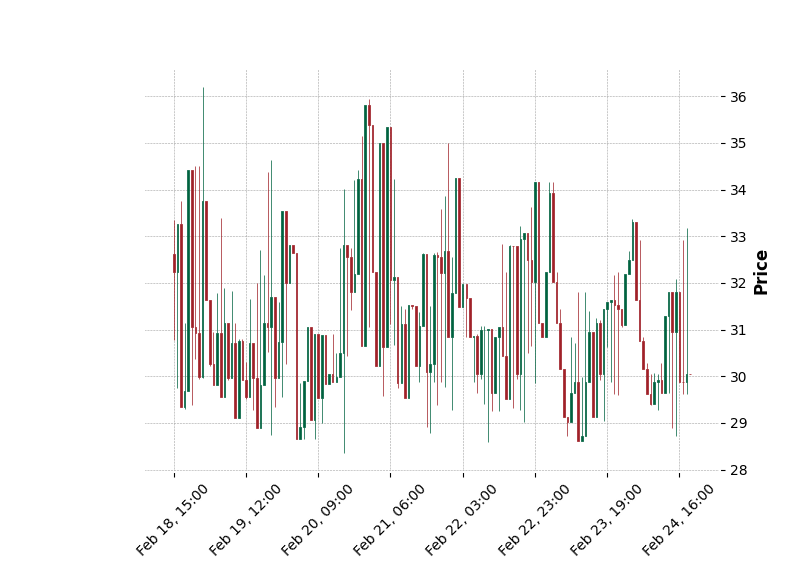 36
35
34
33
32
31
30
29
28
Price
Feb 18, 15:00
Feb 19, 12:00
Feb 20, 09:00
Feb 21, 06:00
Feb 22, 03:00
Feb 22, 23:00
Feb 23, 19:00
Feb 24, 16:00